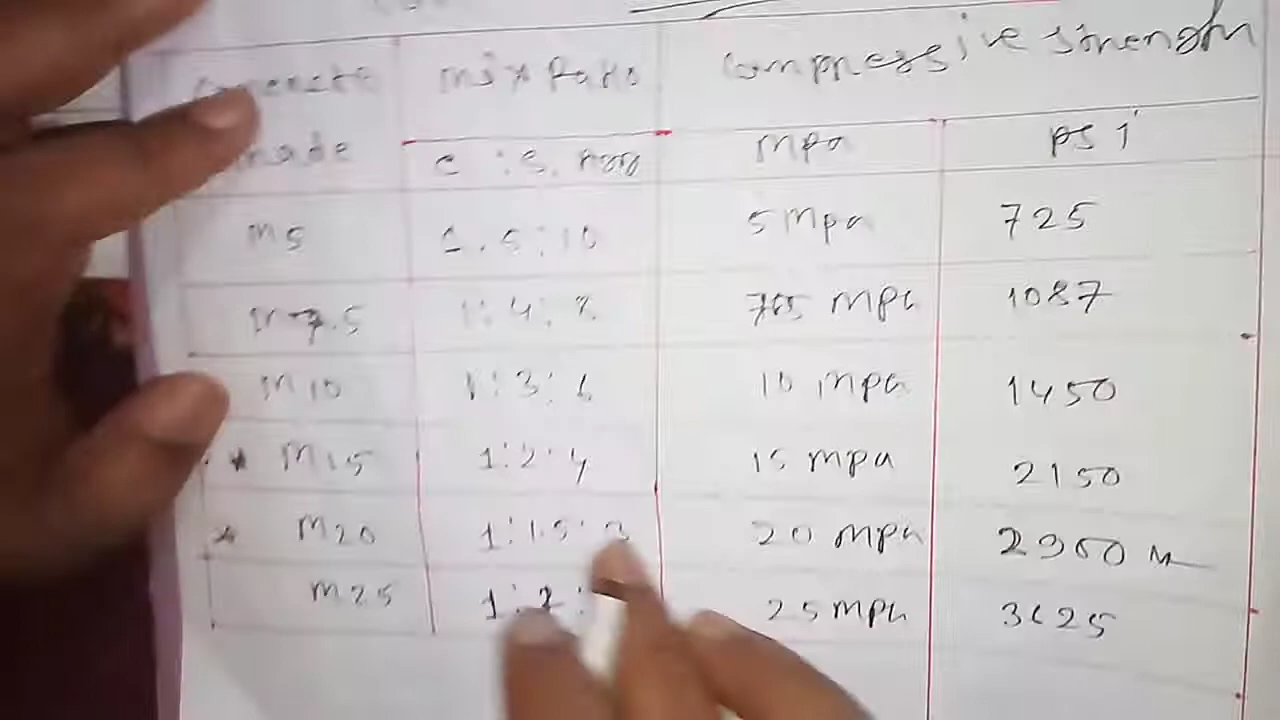 mix Ratio compressive strength
c : S. Agg mpa psi
M5 1.5:10 5 mpa 725
M7.5 1:4:8 7.5 mpa 1087
M10 1:3:6 10 mpa 1450
* M15 1:2:4 15 mpa 2150
* M20 1:1.5:3 20 mpa 2900
M25 25 mpa 3625